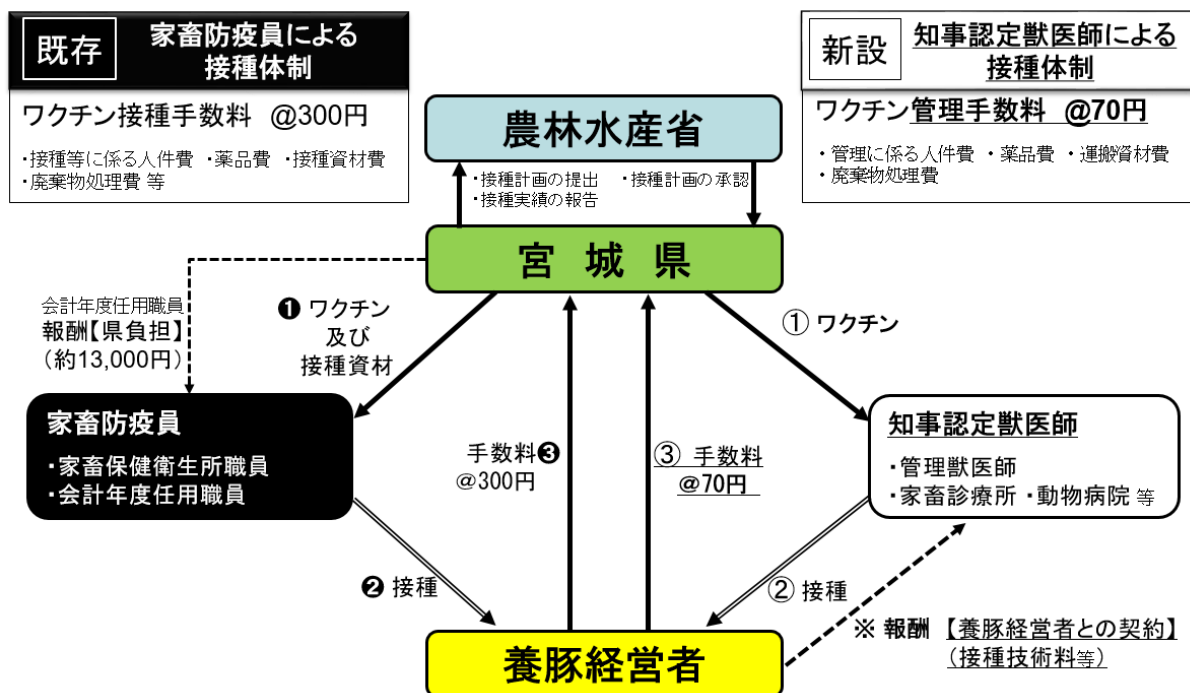 既存
家畜防疫員による
接種体制
ワクチン接種手数料 @300円
・接種等に係る人件費 ・薬品費 ・接種資材費
・廃棄物処理費 等
新設
知事認定獣医師による
接種体制
ワクチン管理手数料 @70円
・管理に係る人件費 ・薬品費 ・運搬資材費
・廃棄物処理費
農林水産省
・接種計画の提出 ・接種計画の承認
・接種実績の報告
宮城県
会計年度任用職員
報酬【県負担】
(約13,000円)
❶ ワクチン
及び
接種資材
① ワクチン
家畜防疫員
・家畜保健衛生所職員
・会計年度任用職員
手数料❸
@300円
③ 手数料
@70円
知事認定獣医師
・管理獣医師
・家畜診療所 ・動物病院 等
❷ 接種
② 接種
※ 報酬 【養豚経営者との契約】
(接種技術料等)
養豚経営者